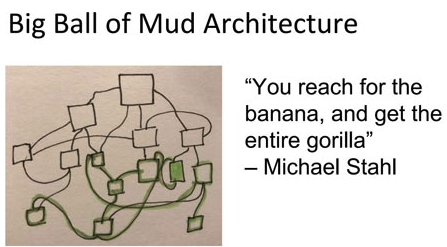 Big Ball of Mud Architecture
“You reach for the
banana, and get the
entire gorilla”
– Michael Stahl